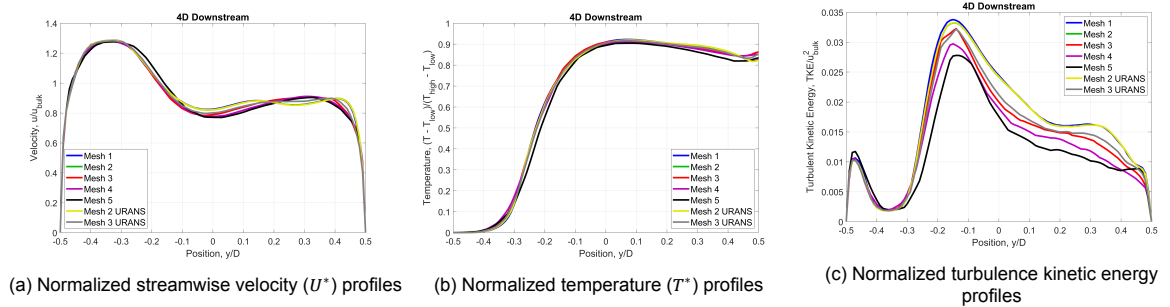 4D Downstream
Velocity, u/u_bulk
1.4
1.2
1
0.8
0.6
0.4
0.2
0
Mesh 1
Mesh 2
Mesh 3
Mesh 4
Mesh 5
Mesh 2 URANS
Mesh 3 URANS
-0.5 -0.4 -0.3 -0.2 -0.1 0 0.1 0.2 0.3 0.4 0.5
Position, y/D
(a) Normalized streamwise velocity (U*) profiles
4D Downstream
Temperature, (T - T_low)/(T_high - T_low)
1
0.9
0.8
0.7
0.6
0.5
0.4
0.3
0.2
0.1
0
Mesh 1
Mesh 2
Mesh 3
Mesh 4
Mesh 5
Mesh 2 URANS
Mesh 3 URANS
-0.5 -0.4 -0.3 -0.2 -0.1 0 0.1 0.2 0.3 0.4 0.5
Position, y/D
(b) Normalized temperature (T*) profiles
4D Downstream
Turbulent Kinetic Energy, TKE/u²_bulk
0.035
0.03
0.025
0.02
0.015
0.01
0.005
0
Mesh 1
Mesh 2
Mesh 3
Mesh 4
Mesh 5
Mesh 2 URANS
Mesh 3 URANS
-0.5 -0.4 -0.3 -0.2 -0.1 0 0.1 0.2 0.3 0.4 0.5
Position, y/D
(c) Normalized turbulence kinetic energy
profiles